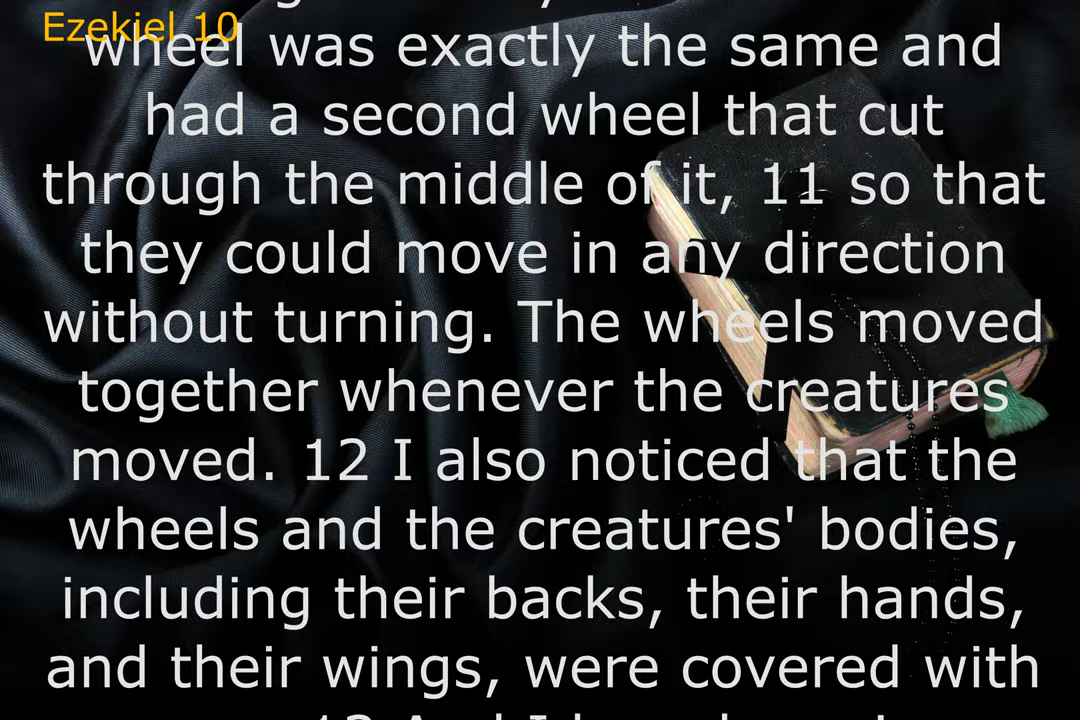 Ezekiel 10
wheel was exactly the same and
had a second wheel that cut
through the middle of it, 11 so that
they could move in any direction
without turning. The wheels moved
together whenever the creatures
moved. 12 I also noticed that the
wheels and the creatures' bodies,
including their backs, their hands,
and their wings, were covered with